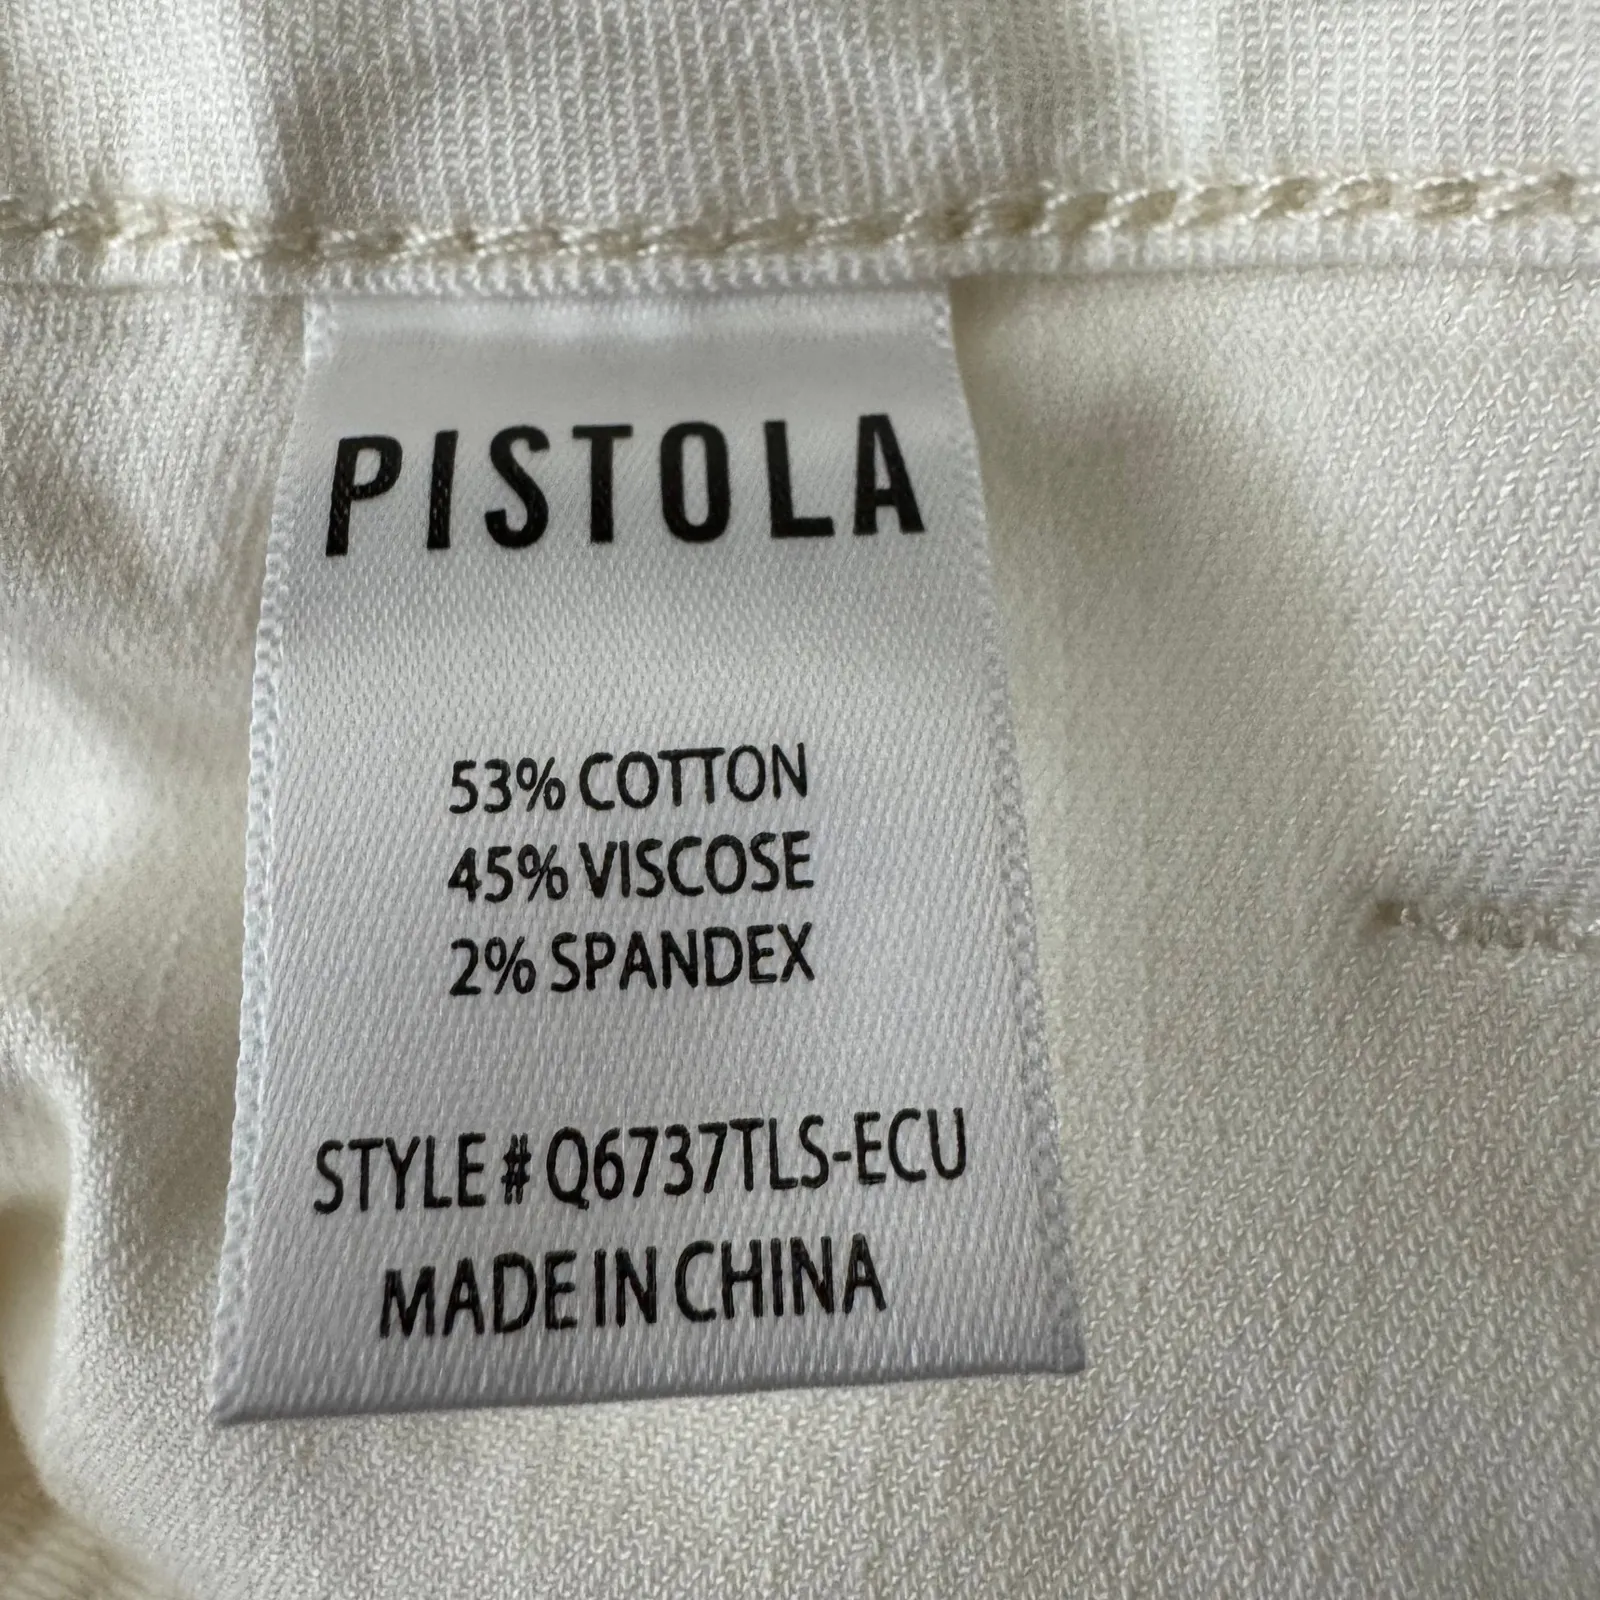 PISTOLA
53% COTTON
45% VISCOSE
2% SPANDEX
STYLE # Q6737TLS-ECU
MADE IN CHINA